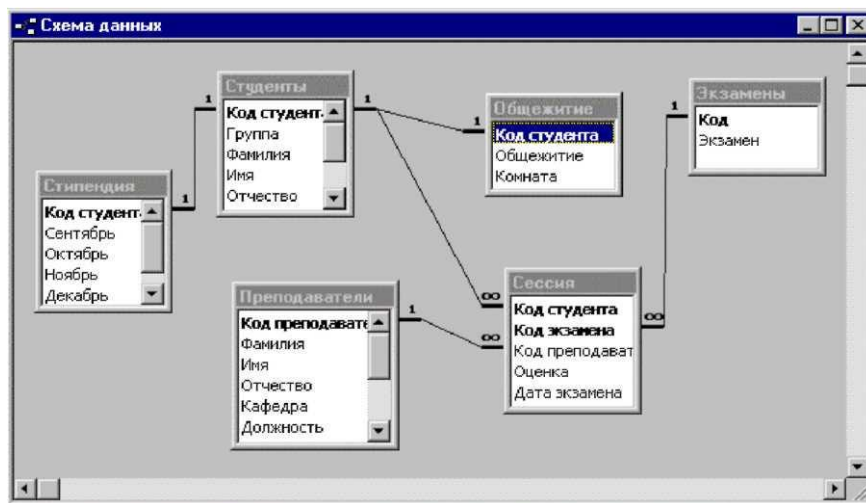 Схема данных
Студенты
Код студент
Группа
Фамилия
Имя
Отчество
Общежитие
Код студента
Общежитие
Комната
Экзамены
Код
Экзамен
Стипендия
Код студент
Сентябрь
Октябрь
Ноябрь
Декабрь
Преподаватели
Код преподавате
Фамилия
Имя
Отчество
Кафедра
Должность
Сессия
Код студента
Код экзамена
Код преподават
Оценка
Дата экзамена
1
1
1
1
1
1
∞
∞
∞